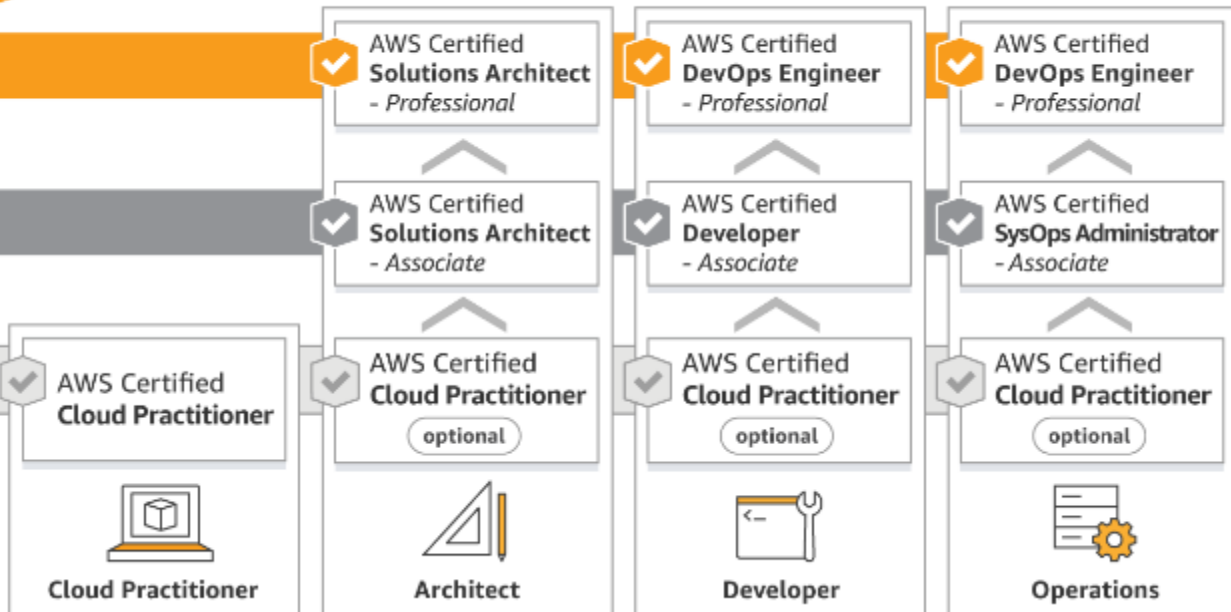 AWS Certified
Solutions Architect
- Professional
AWS Certified
DevOps Engineer
- Professional
AWS Certified
DevOps Engineer
- Professional
AWS Certified
Solutions Architect
- Associate
AWS Certified
Developer
- Associate
AWS Certified
SysOps Administrator
- Associate
AWS Certified
Cloud Practitioner
AWS Certified
Cloud Practitioner
optional
AWS Certified
Cloud Practitioner
optional
AWS Certified
Cloud Practitioner
optional
Cloud Practitioner
Architect
Developer
Operations